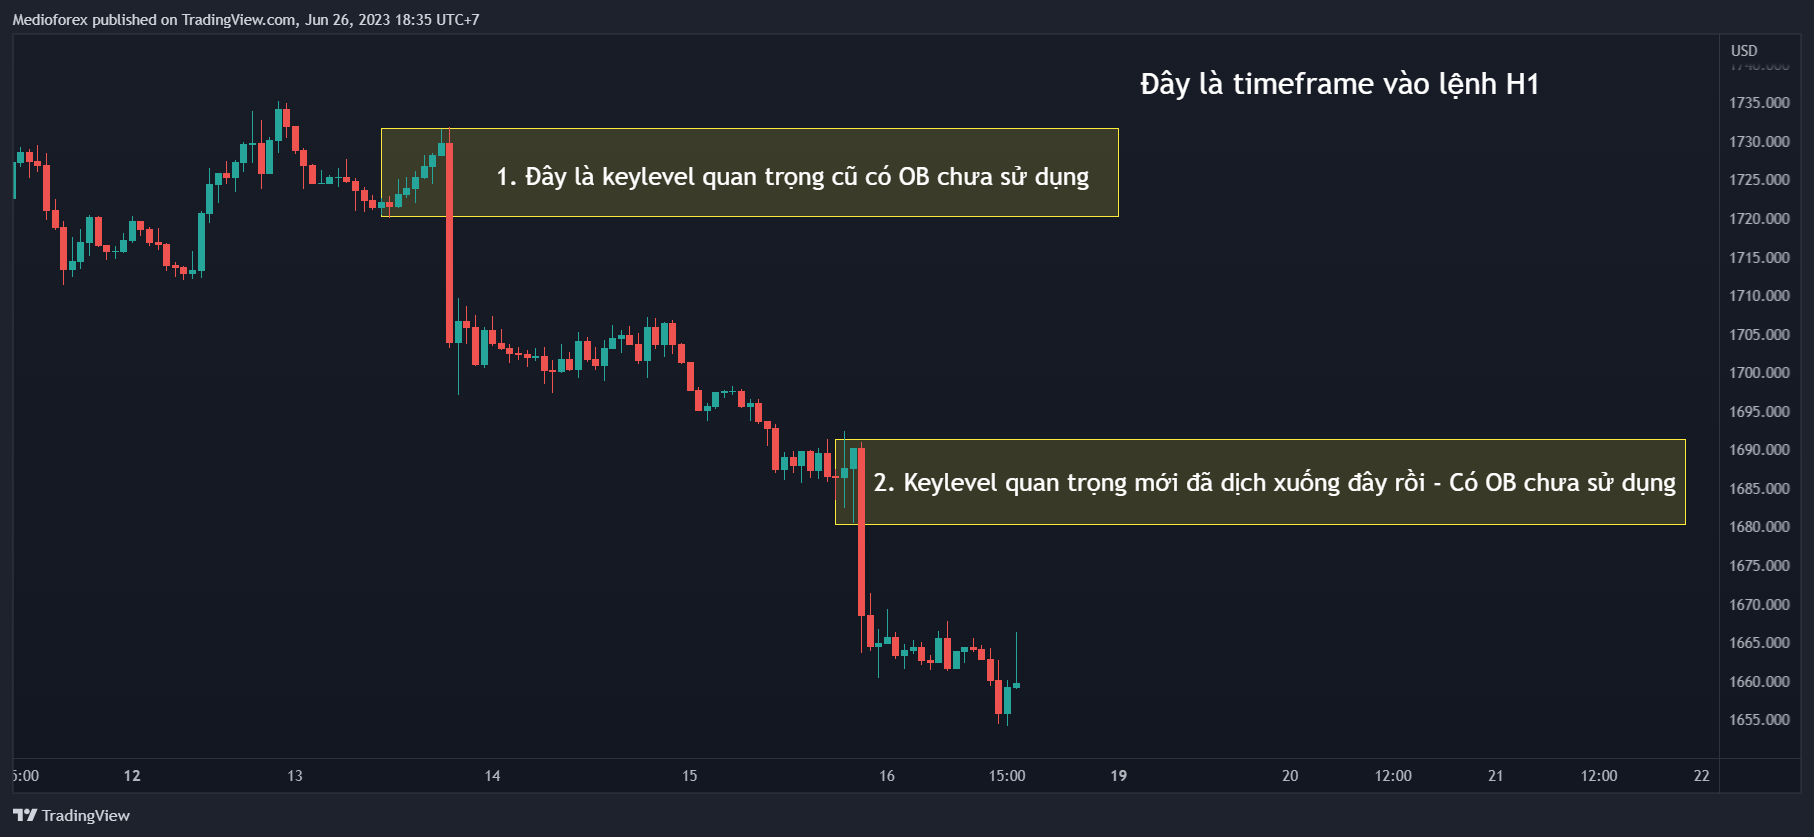 Medioforex published on TradingView.com, Jun 26, 2023 18:35 UTC+7
USD
Đây là timeframe vào lệnh H1
1735.000
1730.000
1. Đây là keylevel quan trọng cũ có OB chưa sử dụng
1725.000
1720.000
1715.000
1710.000
1705.000
1700.000
1695.000
1690.000
2. Keylevel quan trọng mới đã dịch xuống đây rồi - Có OB chưa sử dụng
1685.000
1680.000
1675.000
1670.000
1665.000
1660.000
1655.000
5:00 12 13 14 15 16 15:00 19 20 12:00 21 12:00 22
TradingView